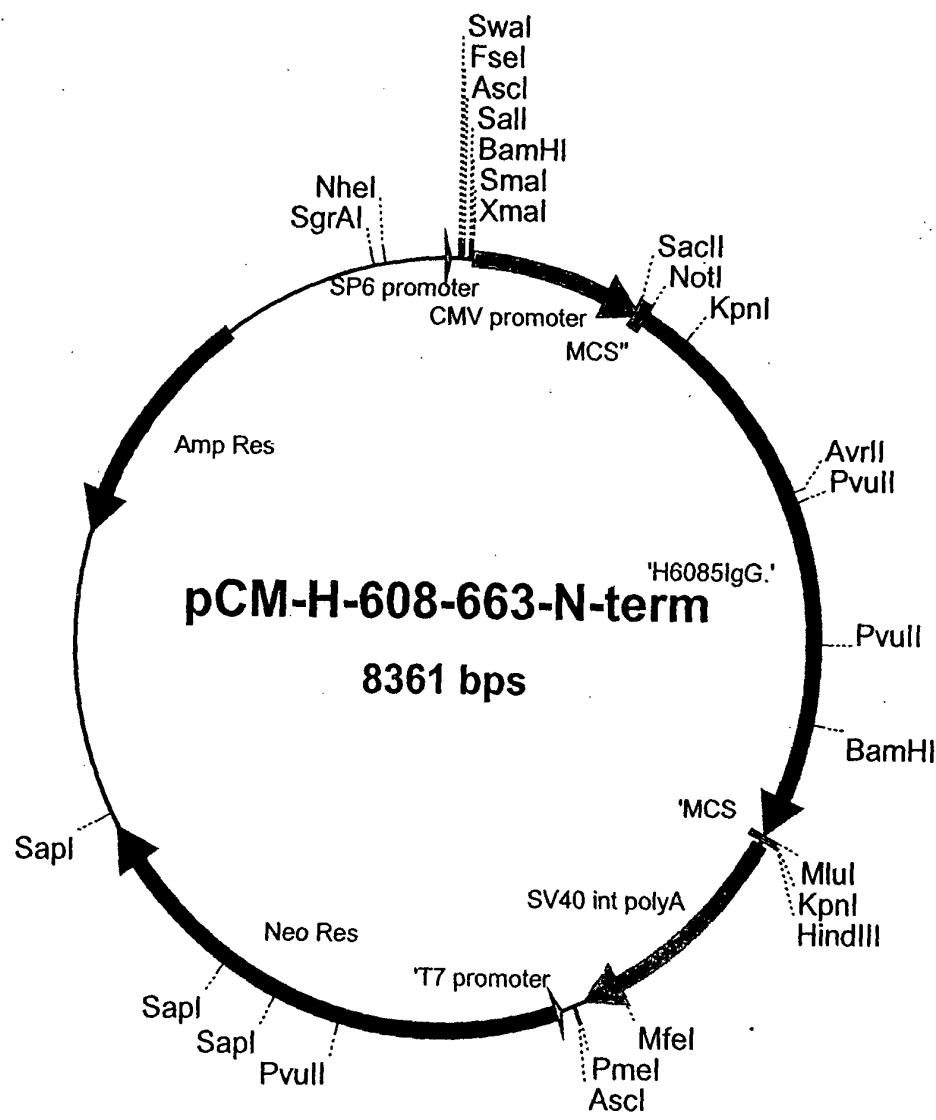 SwaI
FseI
AscI
SalI
BamHI
SmaI
XmaI
NheI
SgrAI
SacII
NotI
KpnI
SP6 promoter
CMV promoter
MCS"
Amp Res
AvrII
PvuII
'H6085IgG.'
pCM-H-608-663-N-term
8361 bps
PvuII
BamHI
'MCS
SapI
MluI
KpnI
HindIII
SV40 int polyA
Neo Res
'T7 promoter
SapI
SapI
PvuII
MfeI
PmeI
AscI